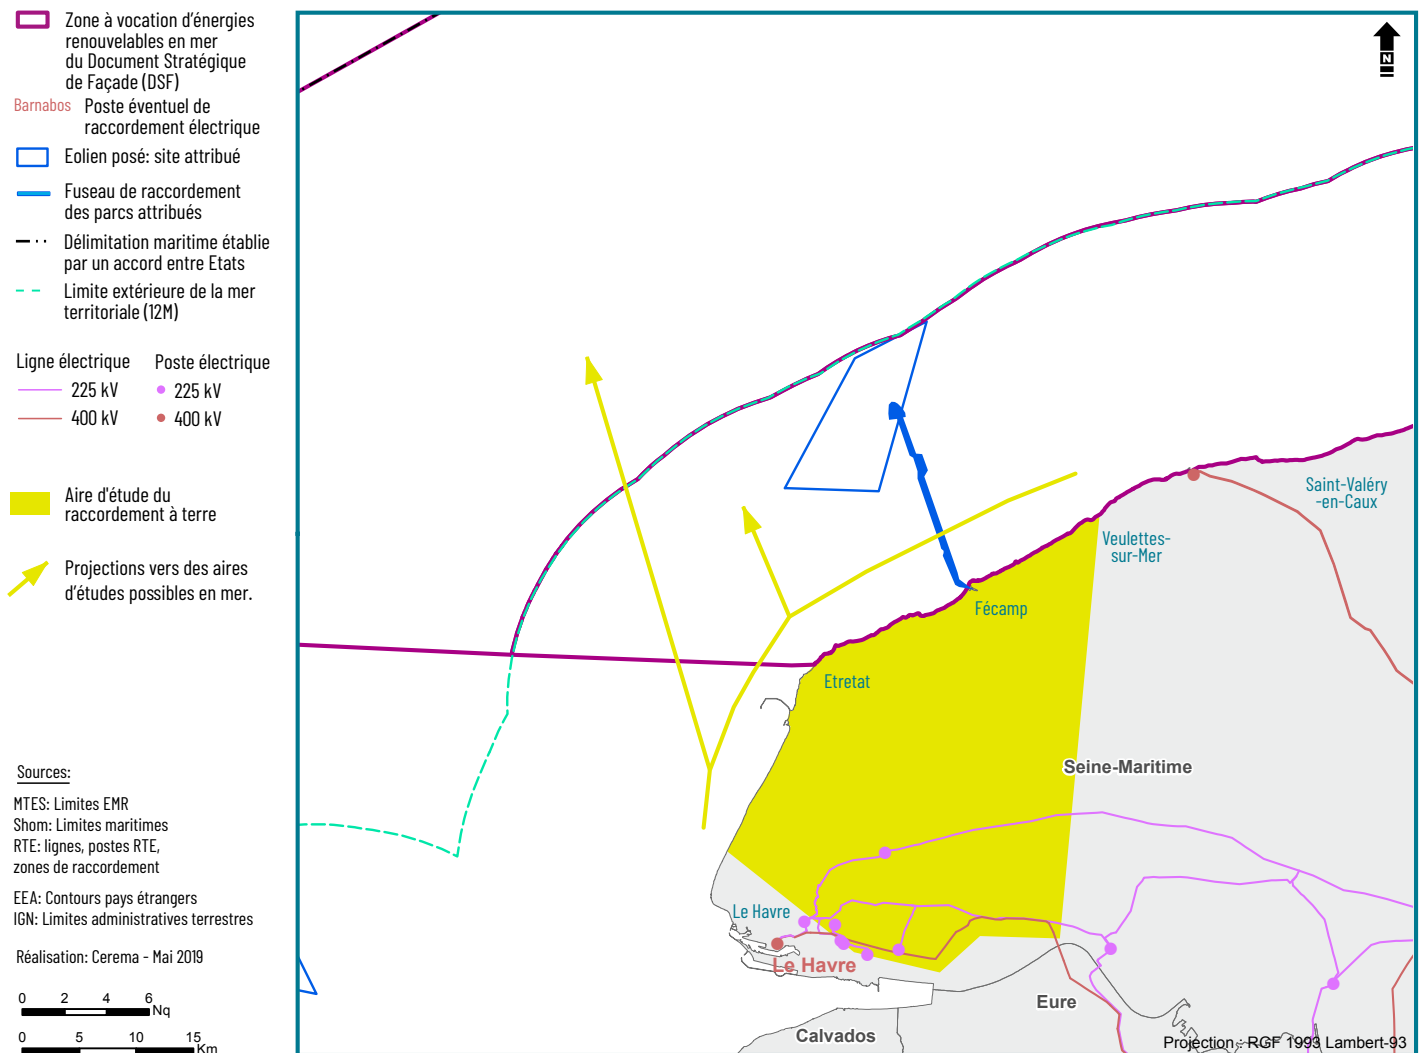 Zone à vocation d'énergies
renouvelables en mer
du Document Stratégique
de Façade (DSF)
Barnabos Poste éventuel de
raccordement électrique
Eolien posé: site attribué
Fuseau de raccordement
des parcs attribués
Délimitation maritime établie
par un accord entre Etats
Limite extérieure de la mer
territoriale (12M)
Ligne électrique Poste électrique
225 kV 225 kV
400 kV 400 kV
Aire d'étude du
raccordement à terre
Projections vers des aires
d'études possibles en mer.
Sources:
MTES: Limites EMR
Shom: Limites maritimes
RTE: lignes, postes RTE,
zones de raccordement
EEA: Contours pays étrangers
IGN: Limites administratives terrestres
Réalisation: Cerema - Mai 2019
0 2 4 6
Nq
0 5 10 15
Km
N
Saint-Valéry
-en-Caux
Veulettes-
sur-Mer
Fécamp
Etretat
Seine-Maritime
Le Havre
Le Havre
Eure
Calvados
Projection : RGF 1993 Lambert-93